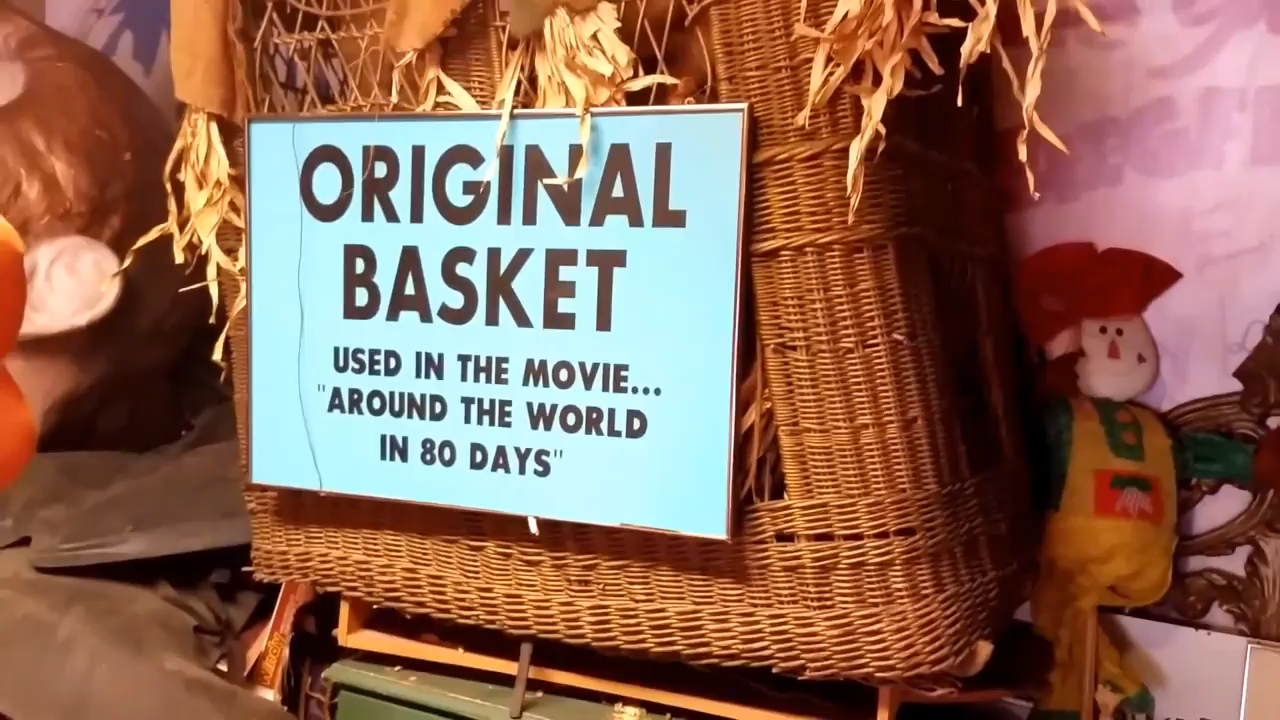 ORIGINAL
BASKET
USED IN THE MOVIE...
"AROUND THE WORLD
IN 80 DAYS"